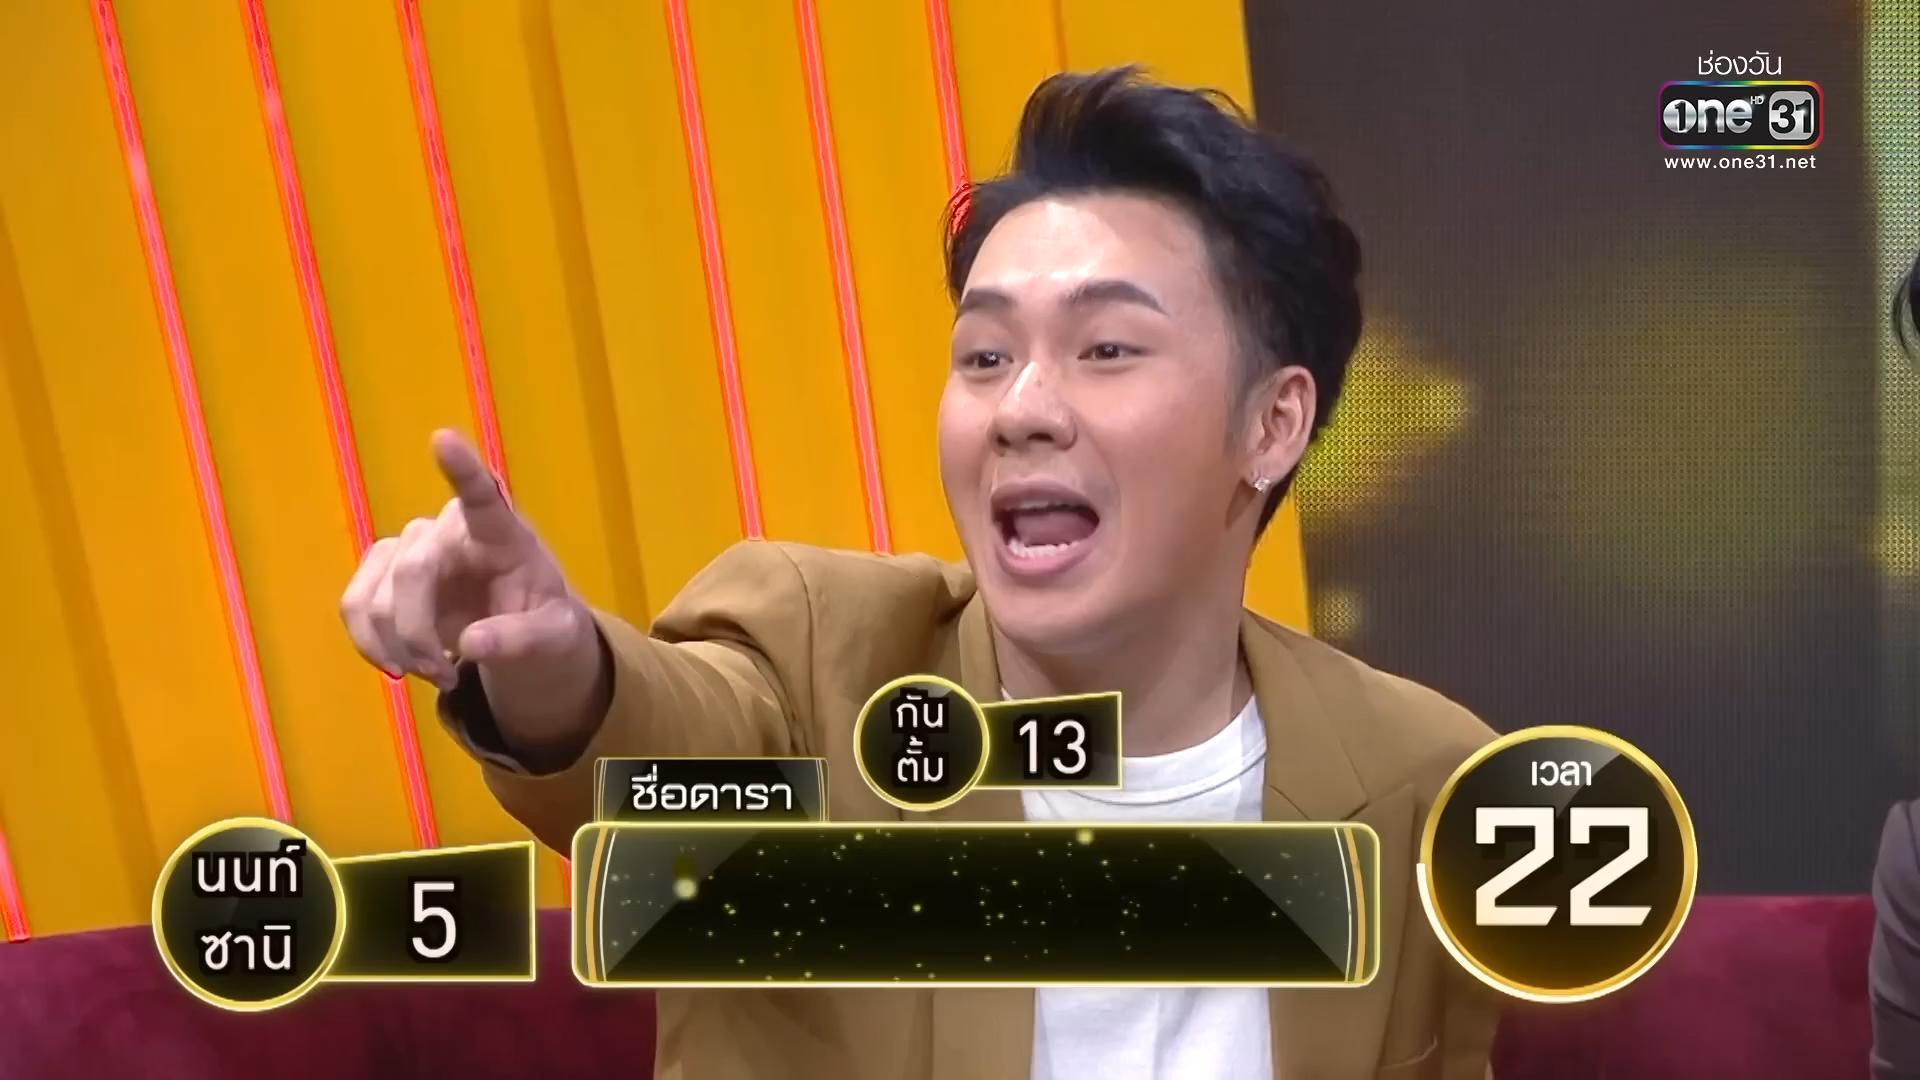 ช่องวัน
one HD 31
www.one31.net
กัน
ตั้ม
13
ชื่อดารา
เวลา
22
นนท์
ซานิ
5